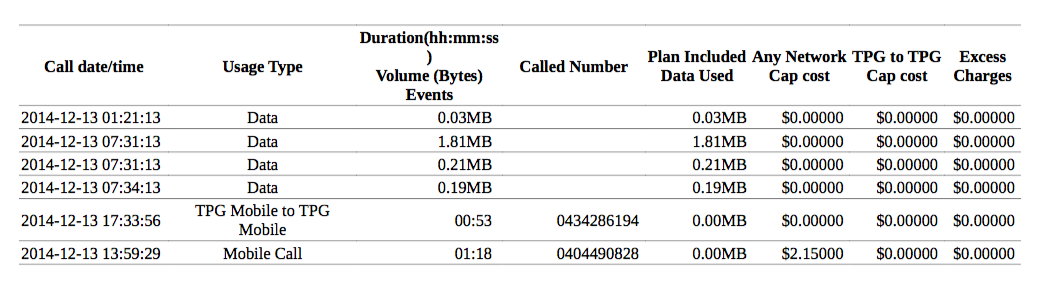 Call date/time Usage Type Duration(hh:mm:ss
)
Volume (Bytes)
Events Called Number Plan Included
Data Used Any Network
Cap cost TPG to TPG
Cap cost Excess
Charges
2014-12-13 01:21:13 Data 0.03MB 0.03MB $0.00000 $0.00000 $0.00000
2014-12-13 07:31:13 Data 1.81MB 1.81MB $0.00000 $0.00000 $0.00000
2014-12-13 07:31:13 Data 0.21MB 0.21MB $0.00000 $0.00000 $0.00000
2014-12-13 07:34:13 Data 0.19MB 0.19MB $0.00000 $0.00000 $0.00000
2014-12-13 17:33:56 TPG Mobile to TPG
Mobile 00:53 0434286194 0.00MB $0.00000 $0.00000 $0.00000
2014-12-13 13:59:29 Mobile Call 01:18 0404490828 0.00MB $2.15000 $0.00000 $0.00000